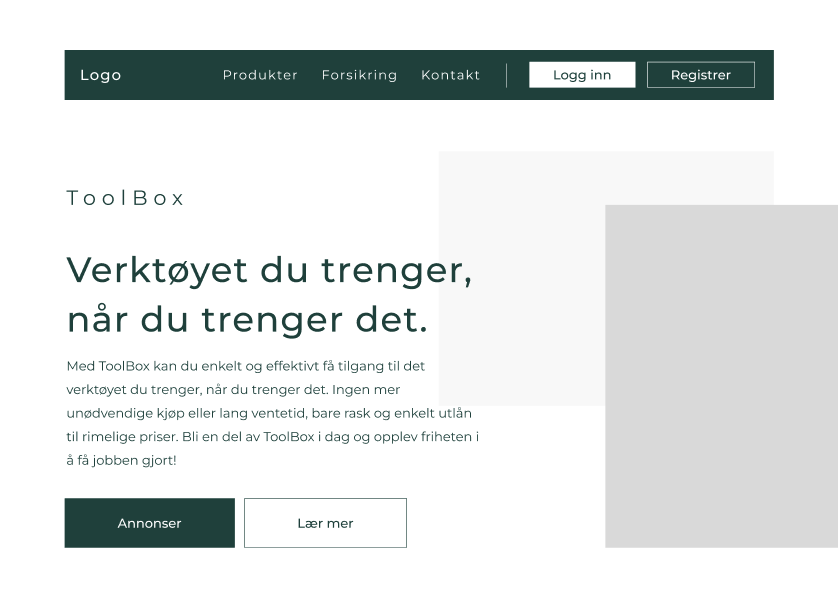 Logo Produkter Forsikring Kontakt Logg inn Registrer
ToolBox
Verktøyet du trenger,
når du trenger det.
Med ToolBox kan du enkelt og effektivt få tilgang til det
verktøyet du trenger, når du trenger det. Ingen mer
unødvendige kjøp eller lang ventetid, bare rask og enkelt utlån
til rimelige priser. Bli en del av ToolBox i dag og opplev friheten i
å få jobben gjort!
Annonser Lær mer